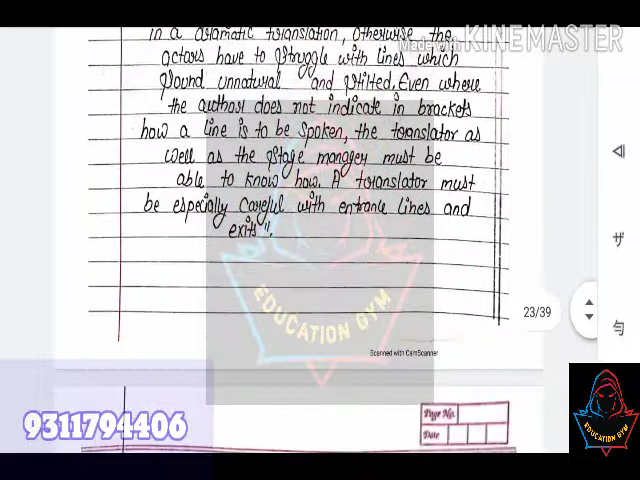 in a dramatic translation, otherwise the
actors have to struggle with lines which
sound unnatural and stilted. Even where
the author does not indicate in brackets
how a line is to be spoken, the translator as
well as the stage manager must be
able to know how. A translator must
be especially careful with entrance lines and
exits".
Made with KINEMASTER
EDUCATION GYM
23/39
Scanned with CamScanner
9311794406
Page No.
Date
EDUCATION GYM
ザ
勻